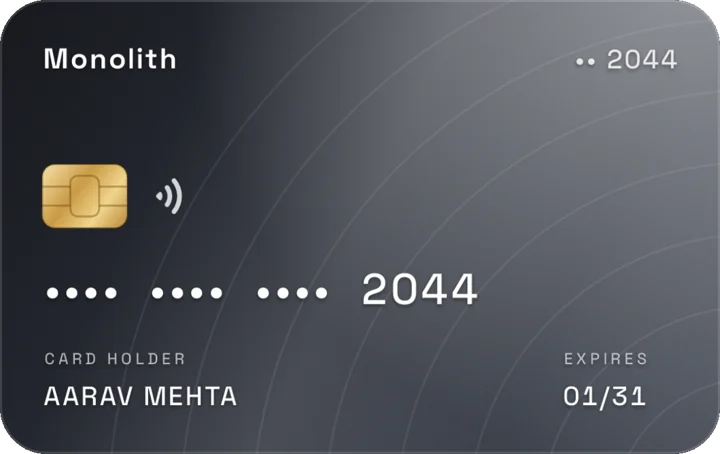 Monolith
•• 2044
•••• •••• •••• 2044
CARD HOLDER
EXPIRES
AARAV MEHTA
01/31